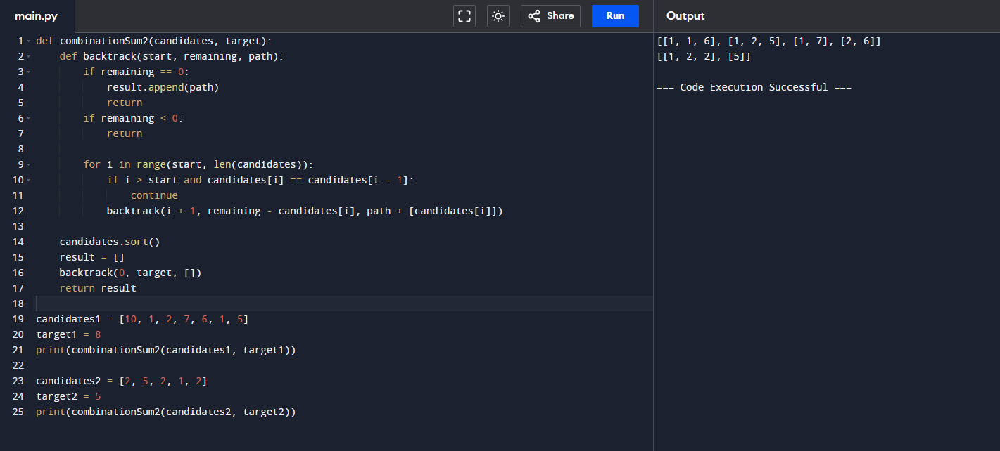 main.py
Share
Run
Output
1 def combinationSum2(candidates, target):
2     def backtrack(start, remaining, path):
3         if remaining == 0:
4             result.append(path)
5             return
6         if remaining < 0:
7             return
8
9         for i in range(start, len(candidates)):
10             if i > start and candidates[i] == candidates[i - 1]:
11                 continue
12             backtrack(i + 1, remaining - candidates[i], path + [candidates[i]])
13
14     candidates.sort()
15     result = []
16     backtrack(0, target, [])
17     return result
18
19 candidates1 = [10, 1, 2, 7, 6, 1, 5]
20 target1 = 8
21 print(combinationSum2(candidates1, target1))
22
23 candidates2 = [2, 5, 2, 1, 2]
24 target2 = 5
25 print(combinationSum2(candidates2, target2))
[[1, 1, 6], [1, 2, 5], [1, 7], [2, 6]]
[[1, 2, 2], [5]]
=== Code Execution Successful ===